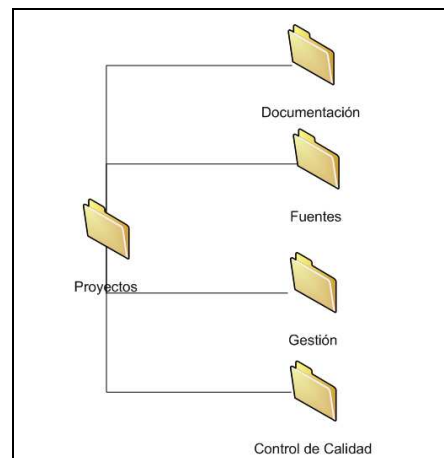 Documentación
Fuentes
Proyectos
Gestión
Control de Calidad